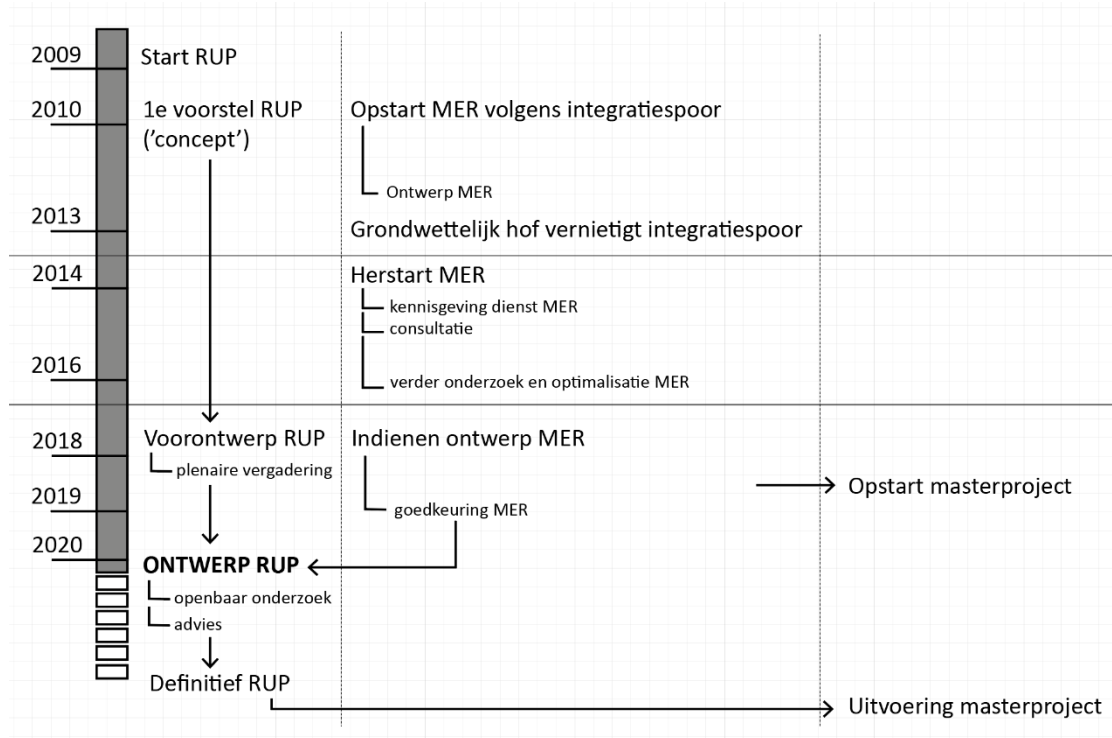 2009
Start RUP
2010
1e voorstel RUP
('concept')
Opstart MER volgens integratiespoor
Ontwerp MER
2013
Grondwettelijk hof vernietigt integratiespoor
2014
Herstart MER
kennisgeving dienst MER
consultatie
2016
verder onderzoek en optimalisatie MER
2018
Voorontwerp RUP
Indienen ontwerp MER
plenaire vergadering
Opstart masterproject
2019
goedkeuring MER
2020
ONTWERP RUP
openbaar onderzoek
advies
Definitief RUP
Uitvoering masterproject